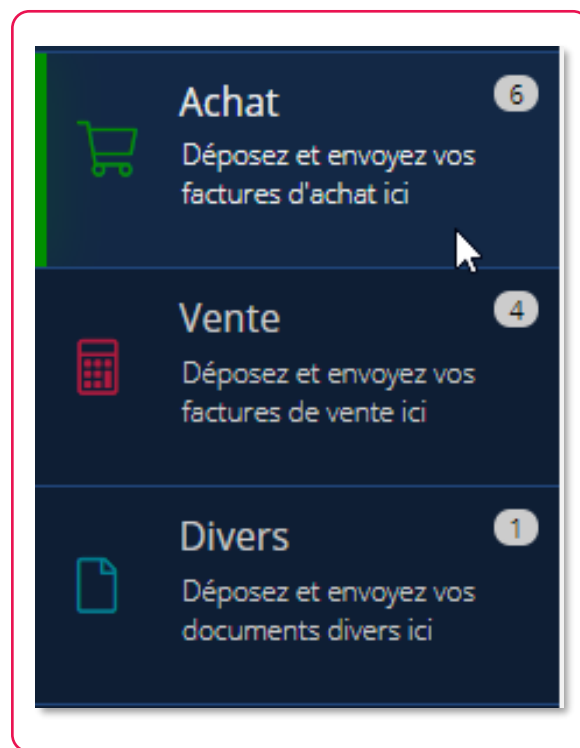 Achat
6
Déposez et envoyez vos
factures d'achat ici
Vente
4
Déposez et envoyez vos
factures de vente ici
Divers
1
Déposez et envoyez vos
documents divers ici